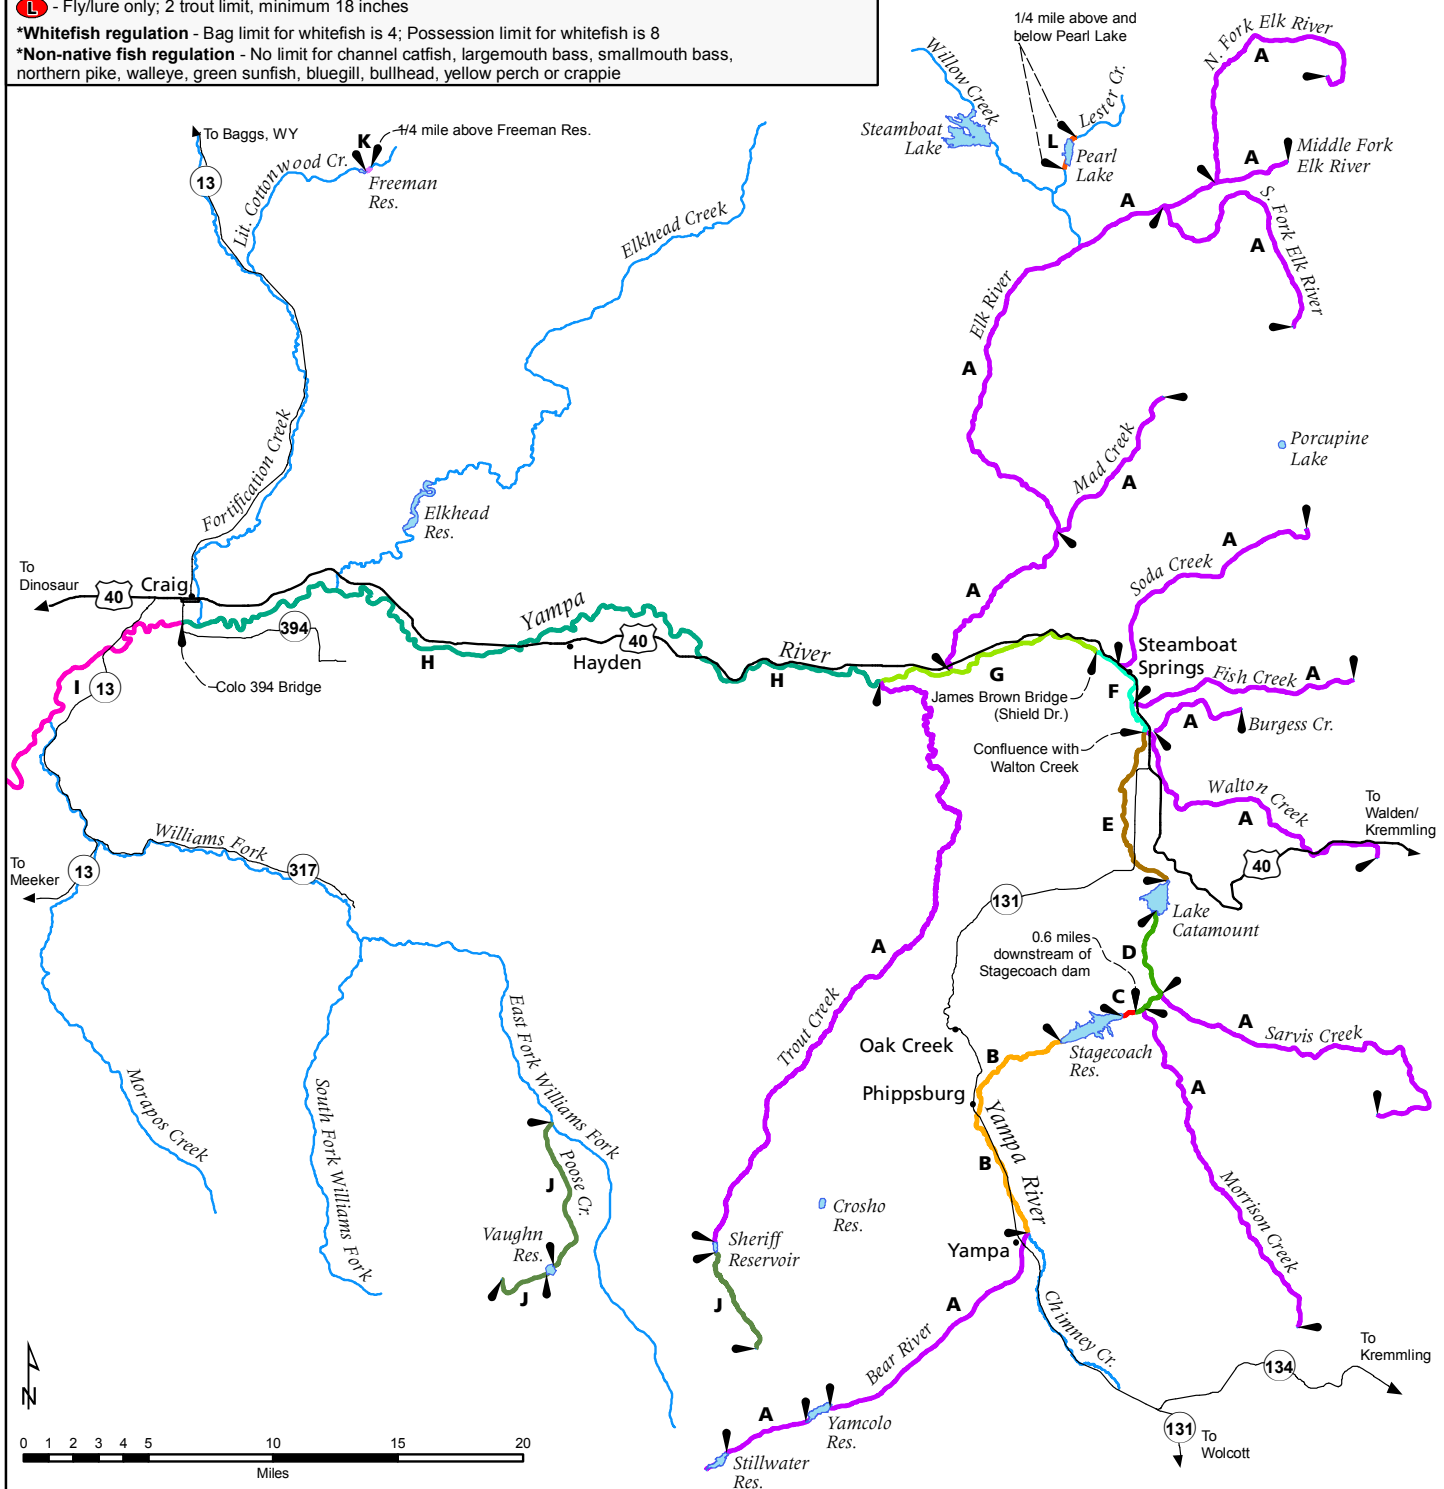 L - Fly/lure only; 2 trout limit, minimum 18 inches
*Whitefish regulation - Bag limit for whitefish is 4; Possession limit for whitefish is 8
*Non-native fish regulation - No limit for channel catfish, largemouth bass, smallmouth bass,
northern pike, walleye, green sunfish, bluegill, bullhead, yellow perch or crappie
1/4 mile above and
below Pearl Lake
N. Fork Elk River
A
Willow Creek
Lester Cr.
Steamboat
Lake
L
Pearl
Lake
Middle Fork
Elk River
A
A
S. Fork Elk River
A
To Baggs, WY
13
Lit. Cottonwood Cr.
K
1/4 mile above Freeman Res.
Freeman
Res.
Elkhead Creek
Elk River
A
Mad Creek
A
Porcupine
Lake
Fortification Creek
Elkhead
Res.
Soda Creek
A
To
Dinosaur
40
Craig
394
Colo 394 Bridge
I
13
Yampa
River
H
Hayden
40
H
A
G
James Brown Bridge
(Shield Dr.)
Steamboat
Springs
F
Fish Creek
A
A
Burgess Cr.
Confluence with
Walton Creek
Walton Creek
A
To
Walden/
Kremmling
40
E
Williams Fork
317
To
Meeker
13
131
Lake
Catamount
D
0.6 miles
downstream of
Stagecoach dam
C
A
Trout Creek
Oak Creek
Stagecoach
Res.
B
A
Sarvis Creek
Phippsburg
Yampa River
B
A
Morrison Creek
Morapos Creek
South Fork Williams Fork
East Fork Williams Fork
Poose Cr.
J
Vaughn
Res.
J
Crosho
Res.
Sheriff
Reservoir
J
Yampa
Chimney Cr.
A
Bear River
A
Yamcolo
Res.
Stillwater
Res.
134
To
Kremmling
131
To
Wolcott
N
0 1 2 3 4 5 10 15 20
Miles